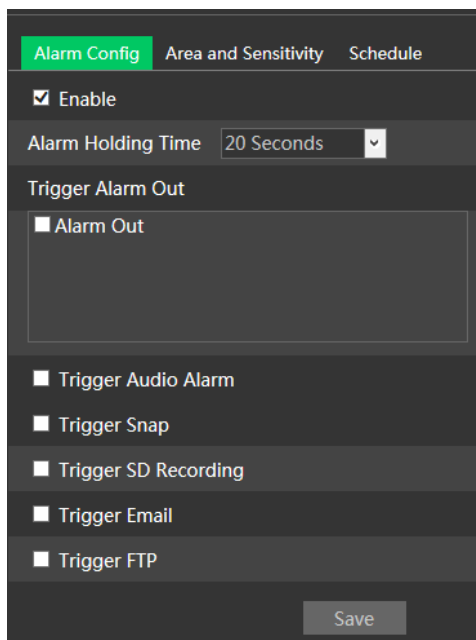 Alarm Config Area and Sensitivity Schedule
Enable
Alarm Holding Time 20 Seconds
Trigger Alarm Out
Alarm Out
Trigger Audio Alarm
Trigger Snap
Trigger SD Recording
Trigger Email
Trigger FTP
Save